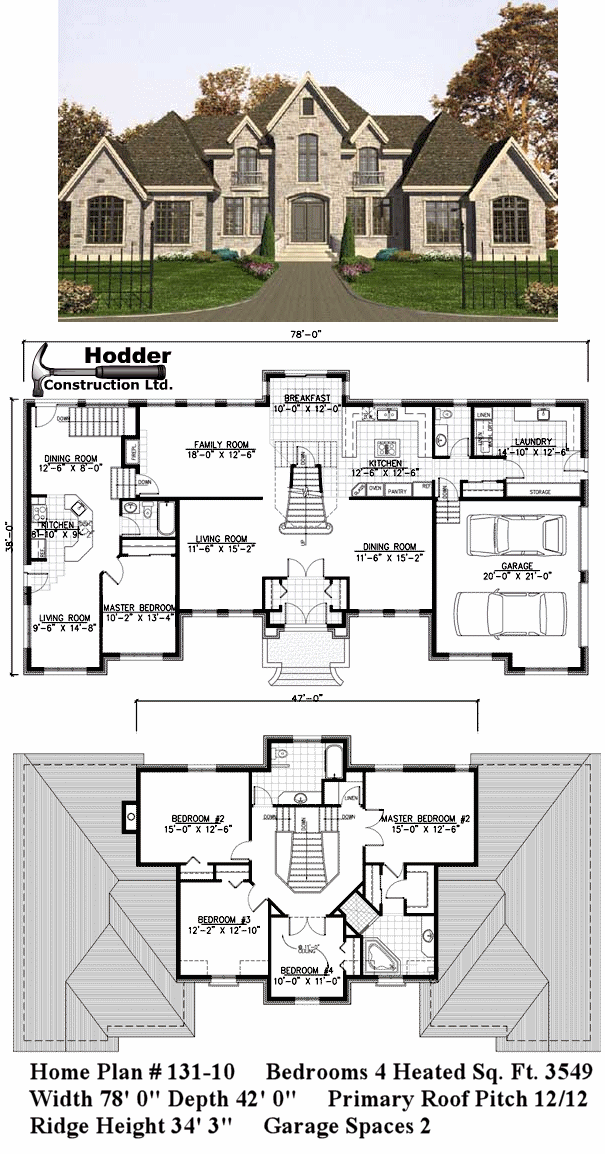 78'-0"
Hodder
Construction Ltd.
BREAKFAST
10'-0" X 12'-0"
DOWN
DINING ROOM
12'-6" X 8'-0"
FAMILY ROOM
18'-0" X 12'-6"
DOWN
DOWN
KITCHEN
12'-6" X 12'-6"
OVEN
PANTRY
REF.
LINEN
LAUNDRY
14'-10" X 12'-6"
DOWN
STORAGE
38'-0"
KITCHEN
8'-10" X 9'-
LIVING ROOM
11'-6" X 15'-2"
DINING ROOM
11'-6" X 15'-2"
GARAGE
20'-0" X 21'-0"
LIVING ROOM
9'-6" X 14'-8"
MASTER BEDROOM
10'-2" X 13'-4"
47'-0"
LINEN
BEDROOM #2
15'-0" X 12'-6"
DOWN
DOWN
DOWN
MASTER BEDROOM #2
15'-0" X 12'-6"
BEDROOM #3
12'-2" X 12'-10"
CEILING
BEDROOM #4
10'-0" X 11'-0"
Home Plan # 131-10 Bedrooms 4 Heated Sq. Ft. 3549
Width 78' 0" Depth 42' 0" Primary Roof Pitch 12/12
Ridge Height 34' 3" Garage Spaces 2